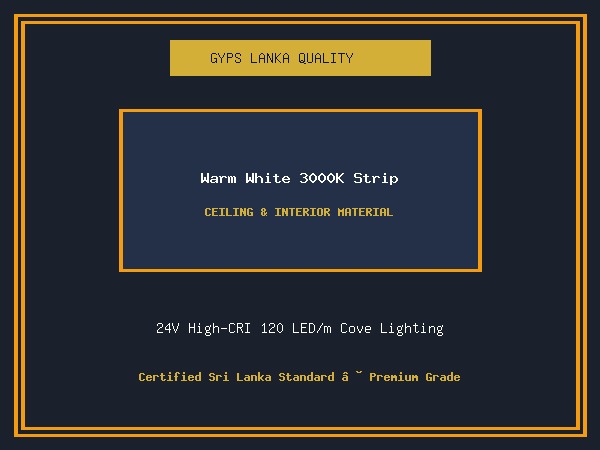 GYPS LANKA QUALITY
Warm White 3000K Strip
CEILING & INTERIOR MATERIAL
24V High-CRI 120 LED/m Cove Lighting
Certified Sri Lanka Standard â ˘ Premium Grade